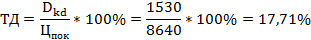 ТД = D_kd / Ц_пок * 100% = 1530 / 8640 * 100% = 17,71%